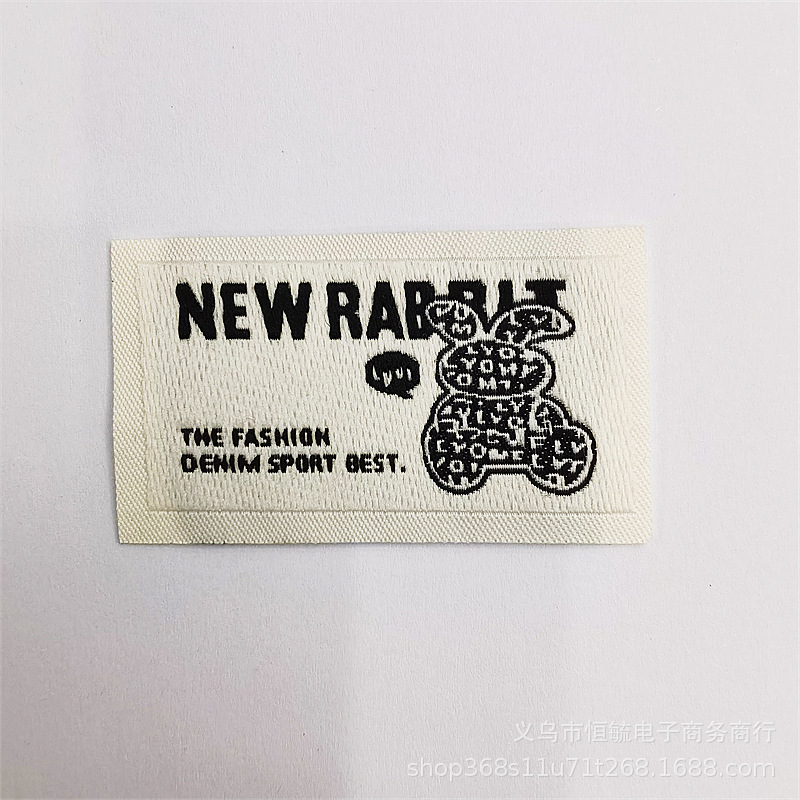 NEW RABBIT
THE FASHION
DENIM SPORT BEST.
义乌市恒毓电子商务商行
shop368s11u71t268.1688.com